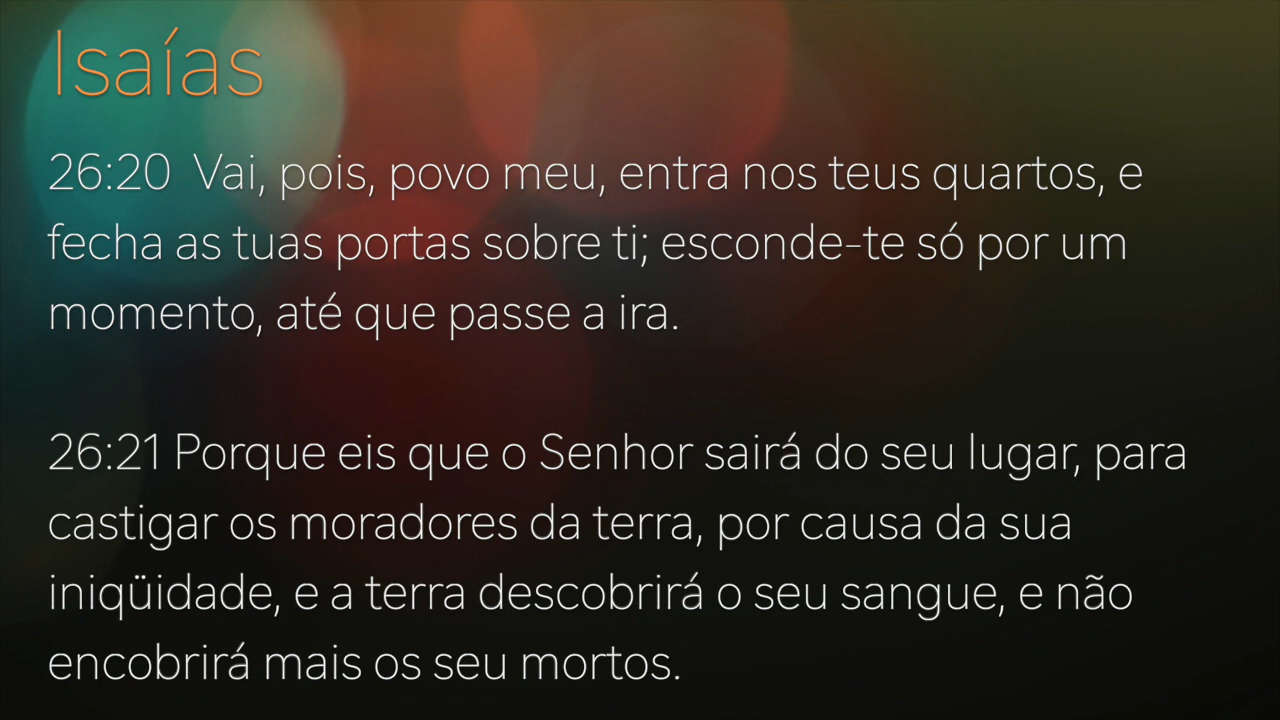 Isaías
26:20 Vai, pois, povo meu, entra nos teus quartos, e
fecha as tuas portas sobre ti; esconde-te só por um
momento, até que passe a ira.
26:21 Porque eis que o Senhor sairá do seu lugar, para
castigar os moradores da terra, por causa da sua
iniqüidade, e a terra descobrirá o seu sangue, e não
encobrirá mais os seu mortos.